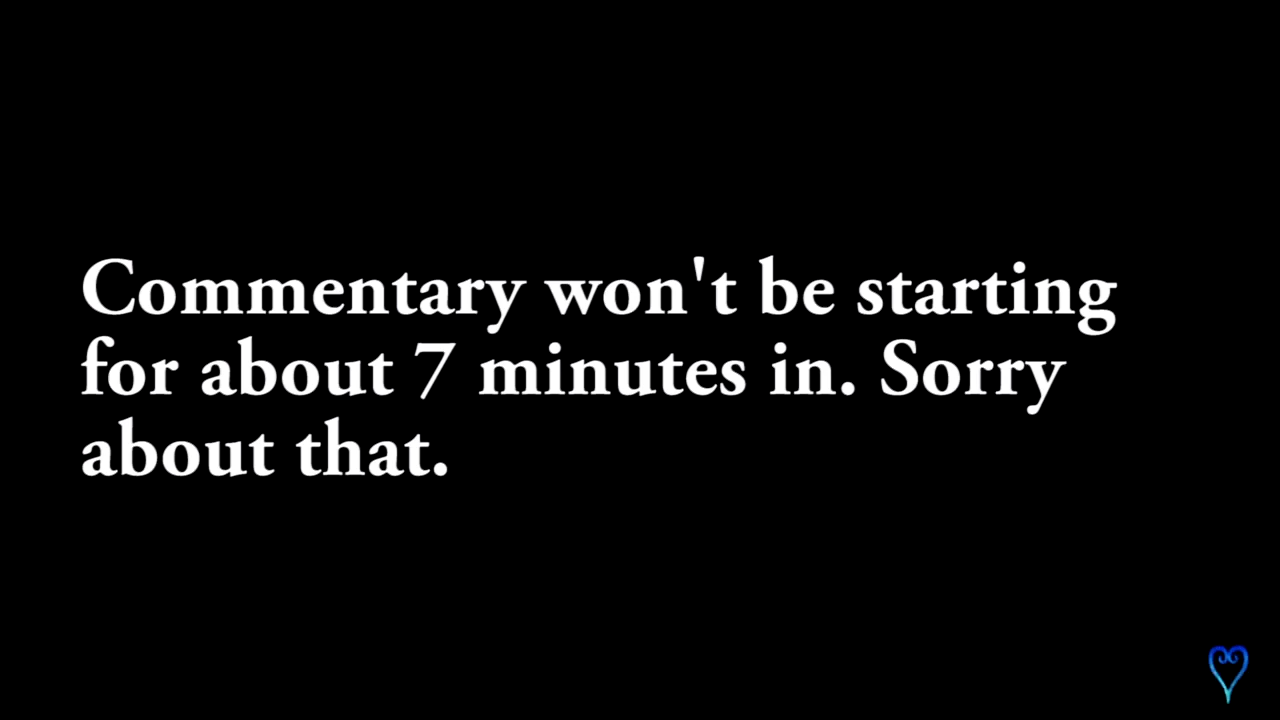 Commentary won't be starting
for about 7 minutes in. Sorry
about that.